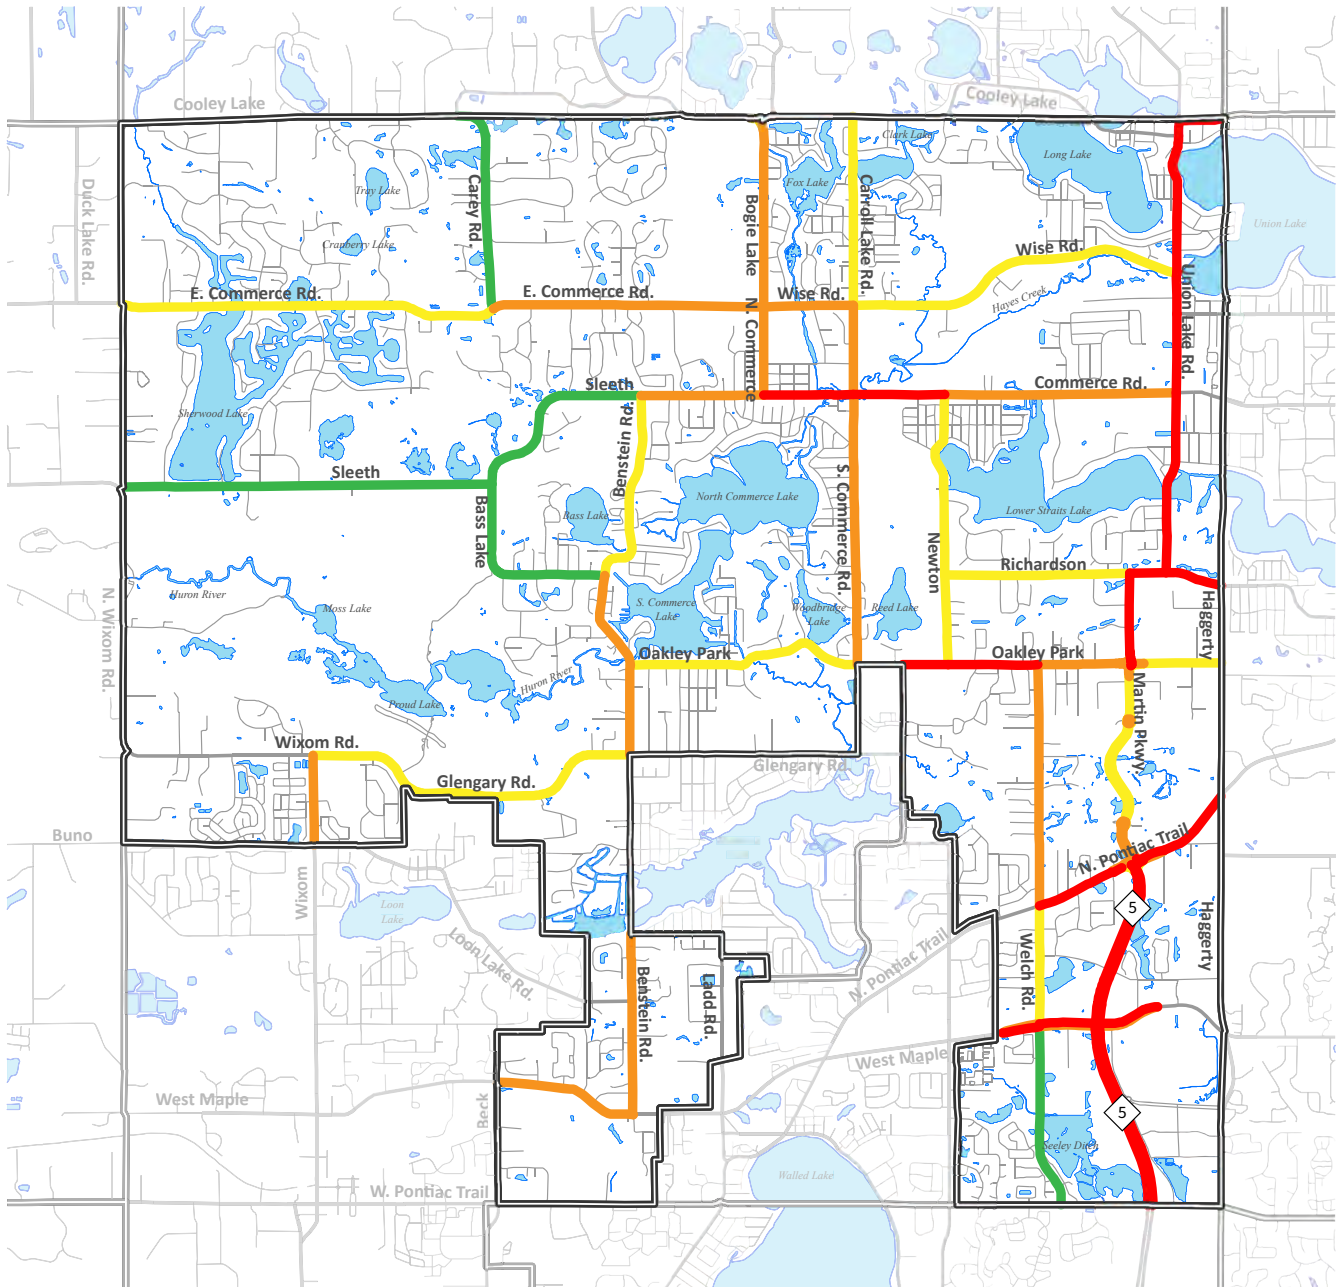 Cooley Lake
Cooley Lake
Clark Lake
Long Lake
Duck Lake Rd.
Tray Lake
Carey Rd.
Fox Lake
Bogie Lake
Carroll Lake Rd.
Union Lake
Cranberry Lake
Wise Rd.
E. Commerce Rd.
E. Commerce Rd.
Wise Rd.
Hayes Creek
Union Lake Rd.
N. Commerce
Sleeth
Commerce Rd.
Sherwood Lake
Benstein Rd.
Sleeth
North Commerce Lake
S. Commerce Rd.
Bass Lake
Bass Lake
Lower Straits Lake
Newton
Richardson
Huron River
Moss Lake
S. Commerce
Lake
Woodbridge
Lake
Reed Lake
N. Wixom Rd.
Haggerty
Oakley Park
Oakley Park
Huron River
Proud Lake
Martin Pkwy.
Wixom Rd.
Glengary Rd.
Glengary Rd.
Buno
N. Pontiac Trail
Wixom
Loon
Lake
5
Haggerty
Loon Lake Rd.
N. Pontiac Trail
Welch Rd.
Benstein Rd.
Ladd Rd.
West Maple
West Maple
Beck
5
Seeley Ditch
Walled Lake
W. Pontiac Trail